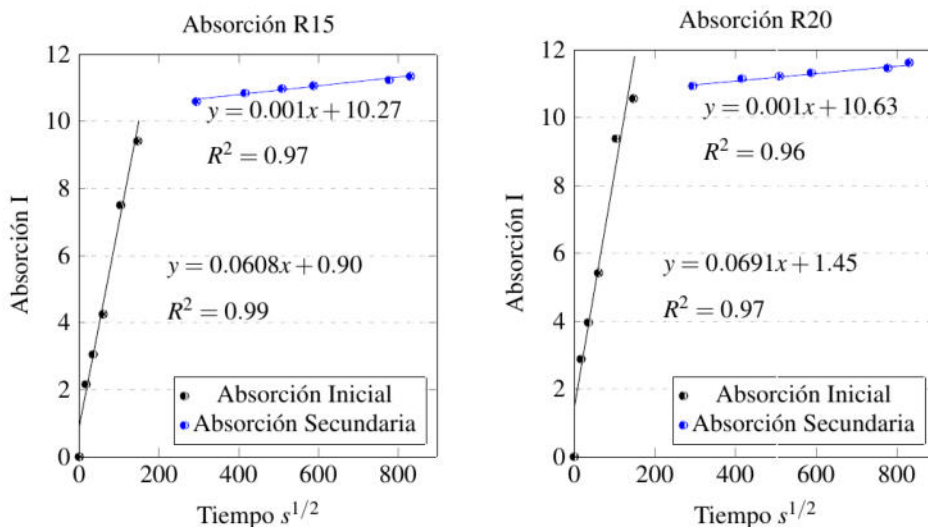 Absorción R15
12
10
8
6
4
2
0
Absorción I
y = 0.001x + 10.27
R² = 0.97
y = 0.0608x + 0.90
R² = 0.99
Absorción Inicial
Absorción Secundaria
0 200 400 600 800
Tiempo s^{1/2}
Absorción R20
12
10
8
6
4
2
0
Absorción I
y = 0.001x + 10.63
R² = 0.96
y = 0.0691x + 1.45
R² = 0.97
Absorción Inicial
Absorción Secundaria
0 200 400 600 800
Tiempo s^{1/2}